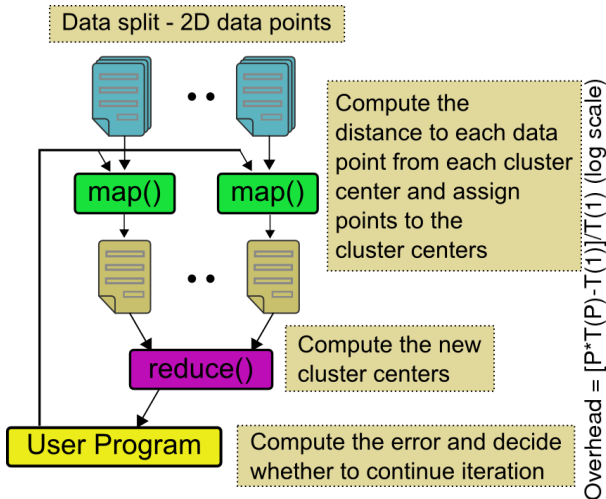 Data split - 2D data points
Compute the
distance to each data
point from each cluster
center and assign
points to the
cluster centers
map()
map()
Compute the new
cluster centers
reduce()
User Program
Compute the error and decide
whether to continue iteration
Overhead = [P*T(P)-T(1)]/T(1) (log scale)